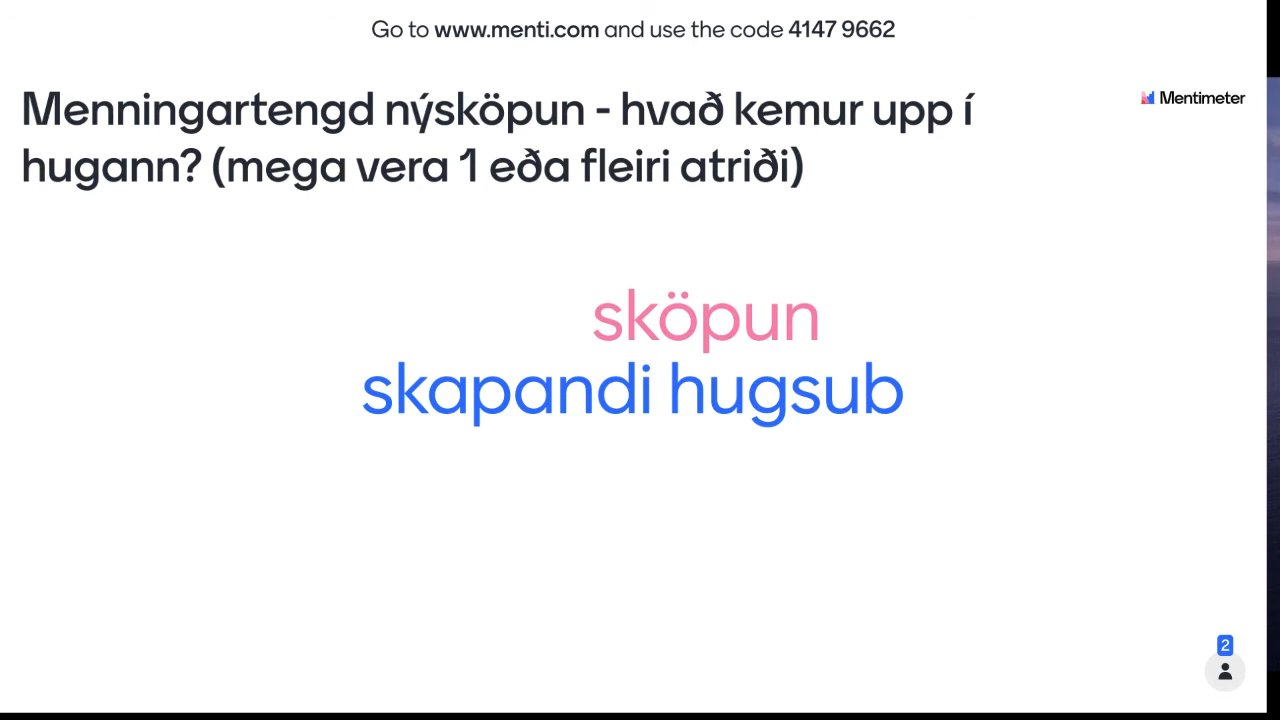 Go to www.menti.com and use the code 4147 9662
Menningartengd nýsköpun - hvað kemur upp í
hugann? (mega vera 1 eða fleiri atriði)
Mentimeter
sköpun
skapandi hugsub
2